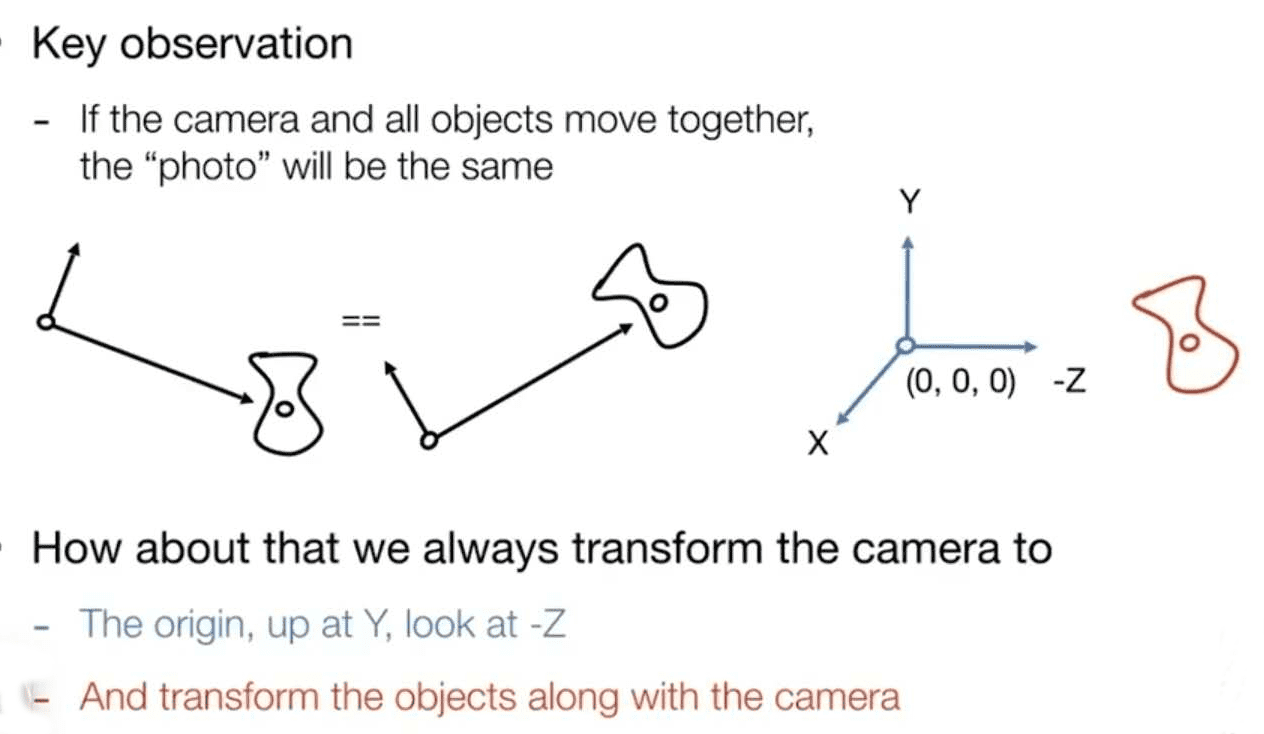 Key observation
- If the camera and all objects move together,
the “photo” will be the same
Y
==
(0, 0, 0) -Z
X
How about that we always transform the camera to
- The origin, up at Y, look at -Z
- And transform the objects along with the camera